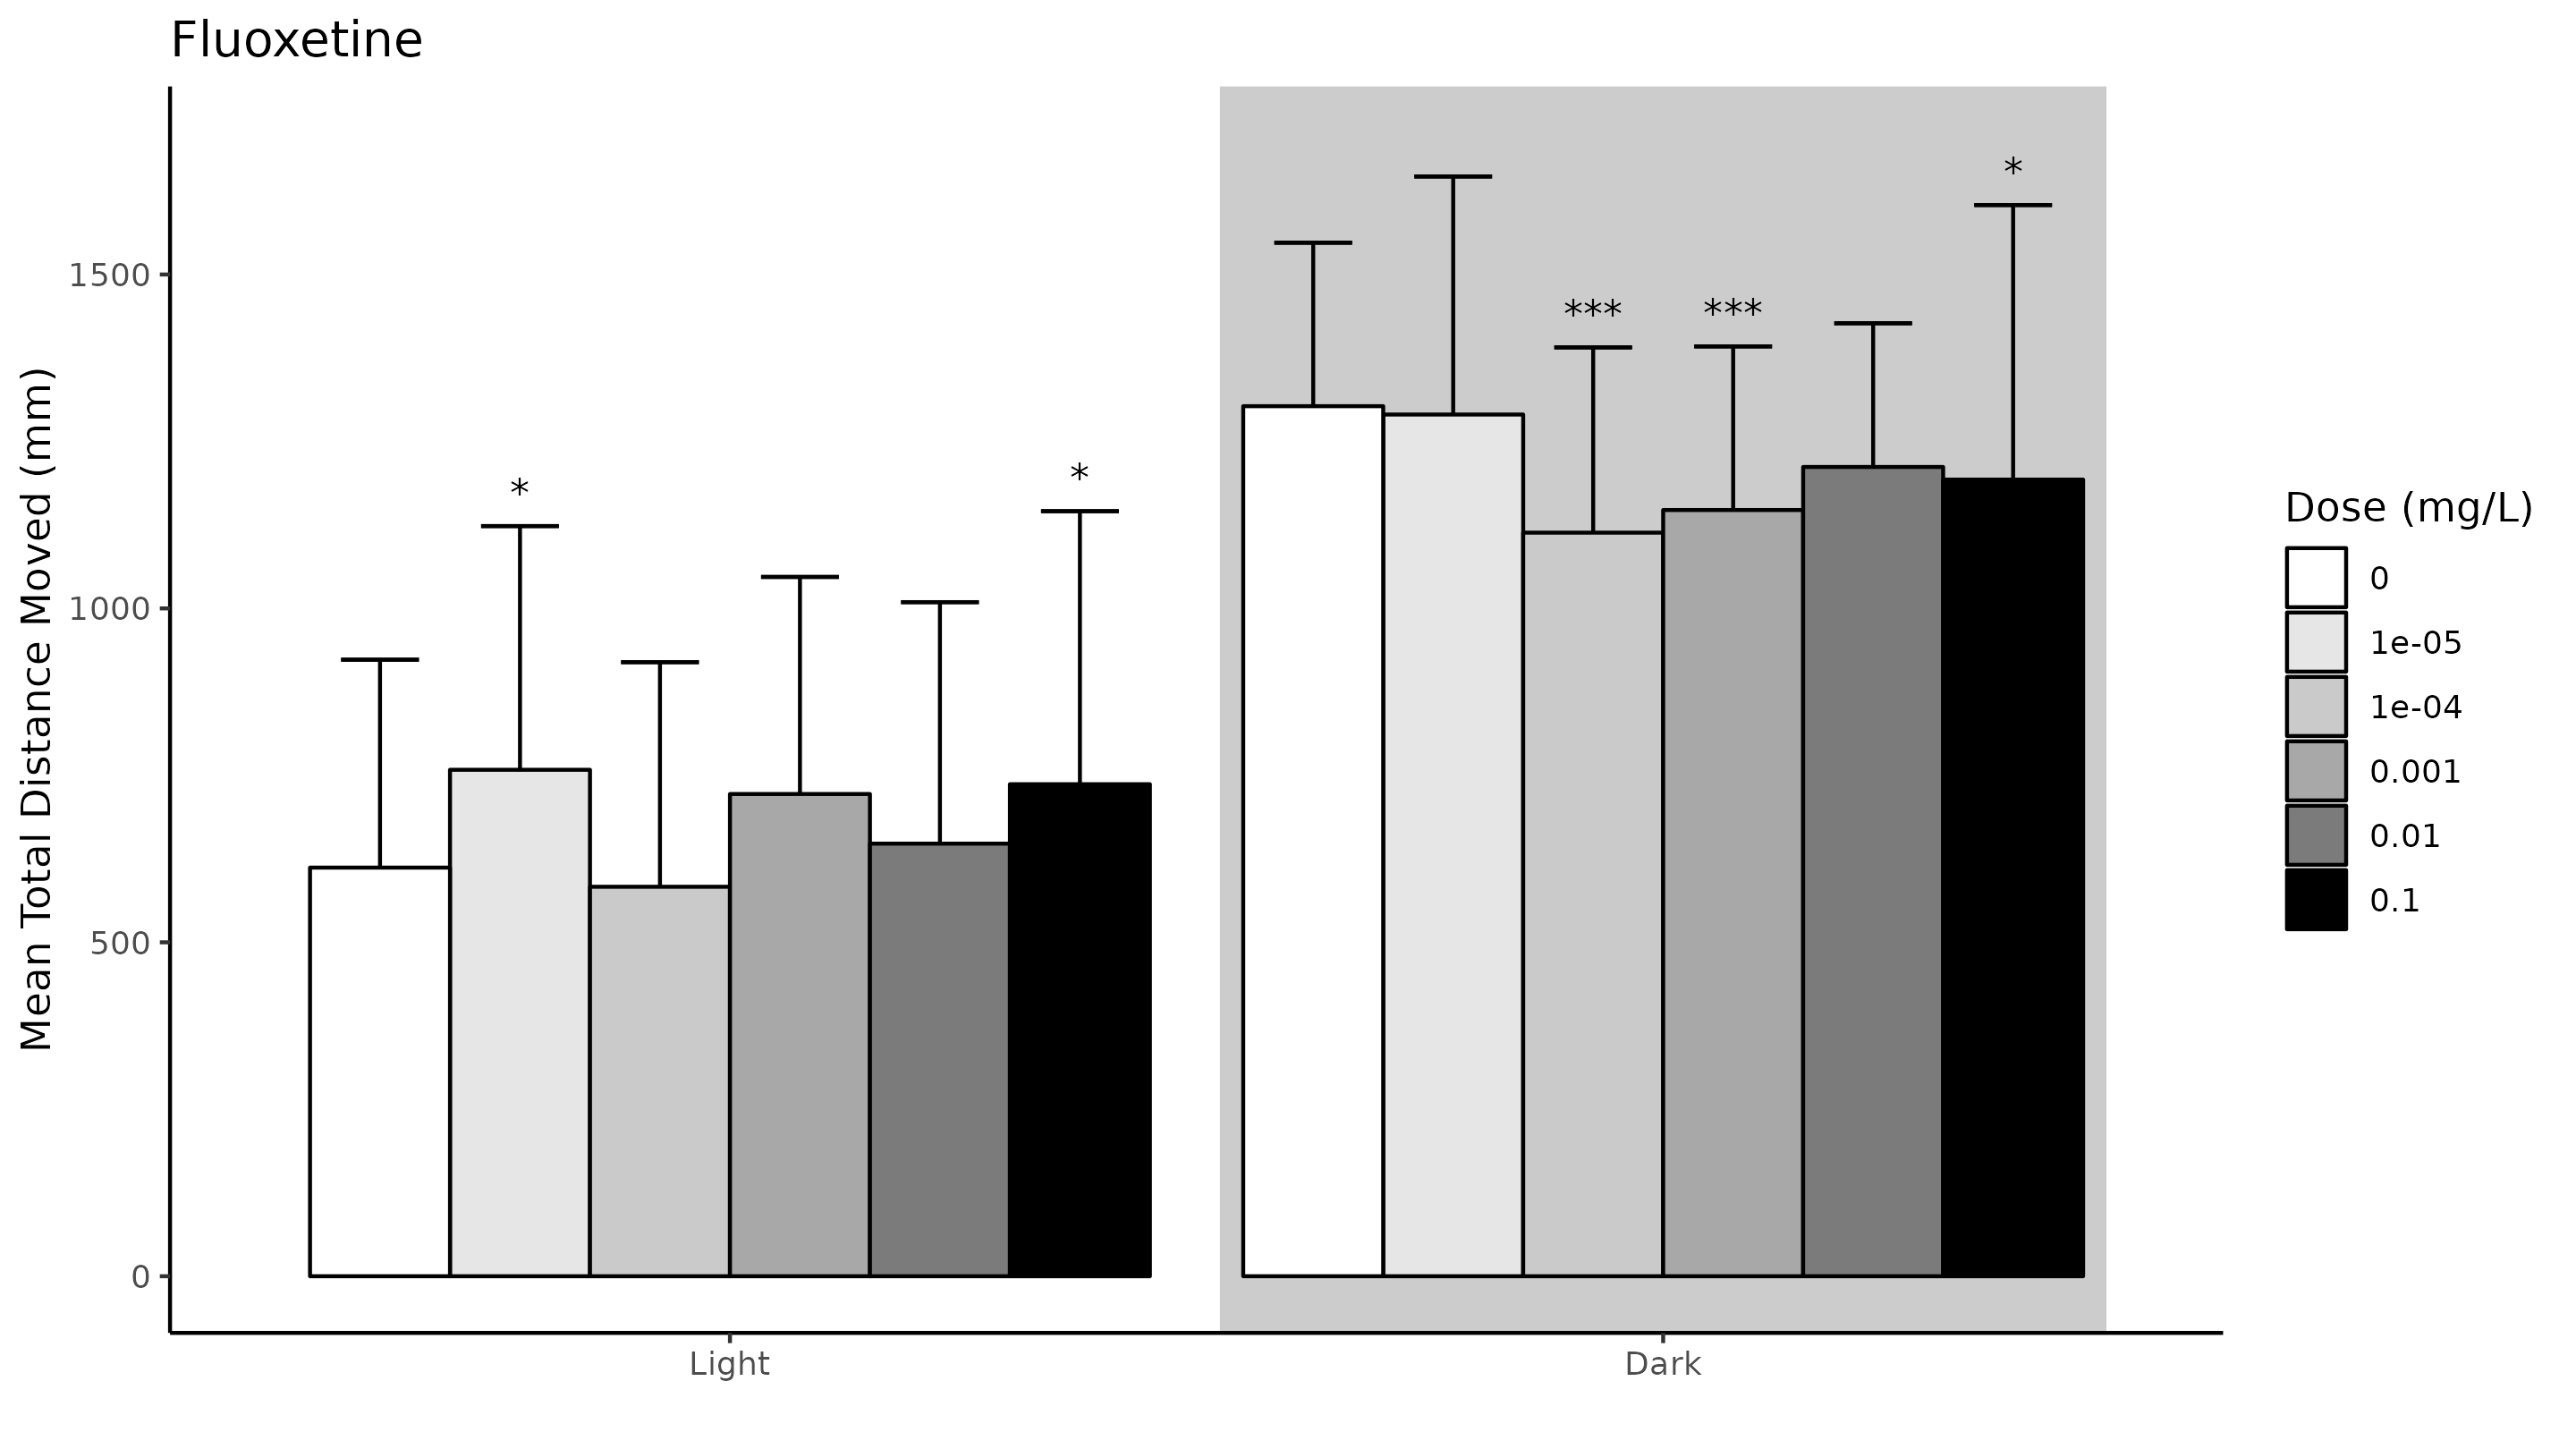 Fluoxetine
Mean Total Distance Moved (mm)
1500
1000
500
0
*
*
***
***
*
Light
Dark
Dose (mg/L)
0
1e-05
1e-04
0.001
0.01
0.1